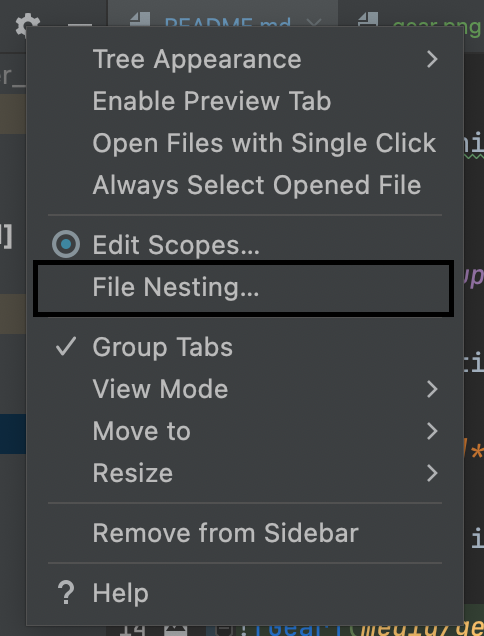 README.md
gear.png
Tree Appearance
Enable Preview Tab
Open Files with Single Click
Always Select Opened File
Edit Scopes...
File Nesting...
Group Tabs
View Mode
Move to
Resize
Remove from Sidebar
? Help
14